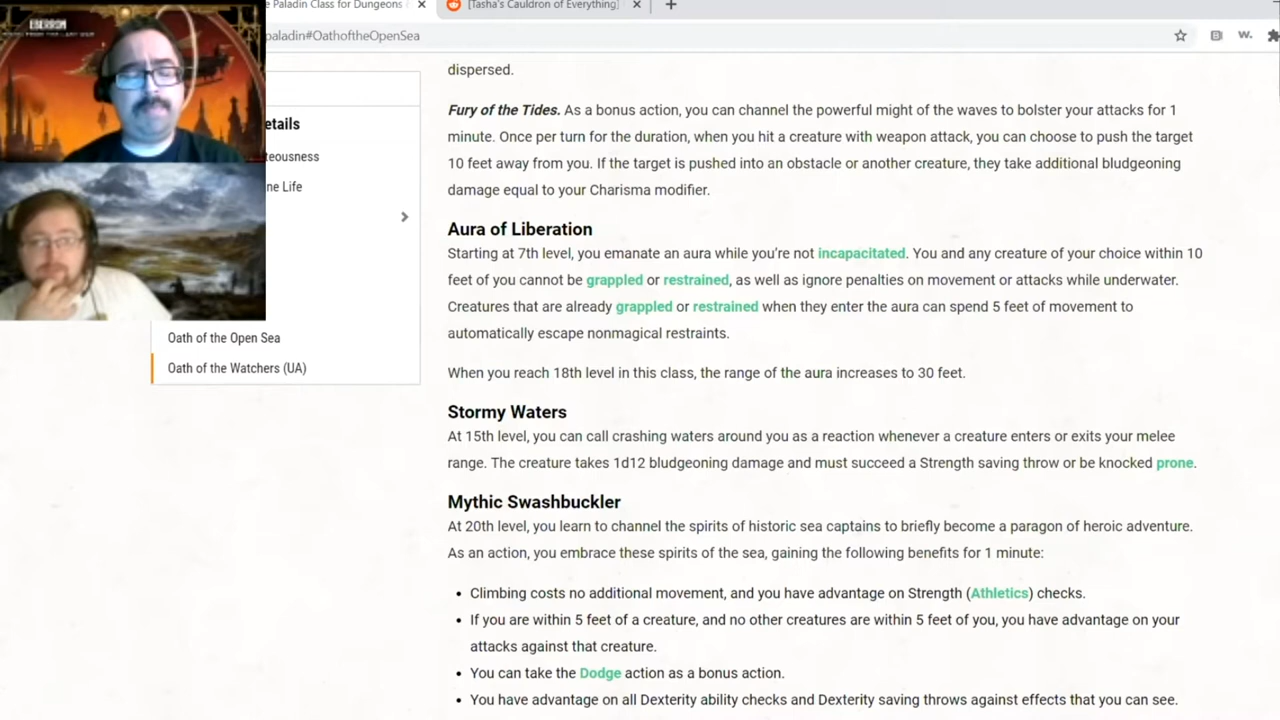 e Paladin Class for Dungeons
[Tasha's Cauldron of Everything]
paladin#OathoftheOpenSea
W.
EBERRON
dispersed.
etails
Fury of the Tides. As a bonus action, you can channel the powerful might of the waves to bolster your attacks for 1
minute. Once per turn for the duration, when you hit a creature with weapon attack, you can choose to push the target
teousness
10 feet away from you. If the target is pushed into an obstacle or another creature, they take additional bludgeoning
ne Life
damage equal to your Charisma modifier.
Aura of Liberation
Starting at 7th level, you emanate an aura while you're not incapacitated. You and any creature of your choice within 10
feet of you cannot be grappled or restrained, as well as ignore penalties on movement or attacks while underwater.
Creatures that are already grappled or restrained when they enter the aura can spend 5 feet of movement to
automatically escape nonmagical restraints.
Oath of the Open Sea
Oath of the Watchers (UA)
When you reach 18th level in this class, the range of the aura increases to 30 feet.
Stormy Waters
At 15th level, you can call crashing waters around you as a reaction whenever a creature enters or exits your melee
range. The creature takes 1d12 bludgeoning damage and must succeed a Strength saving throw or be knocked prone.
Mythic Swashbuckler
At 20th level, you learn to channel the spirits of historic sea captains to briefly become a paragon of heroic adventure.
As an action, you embrace these spirits of the sea, gaining the following benefits for 1 minute:
• Climbing costs no additional movement, and you have advantage on Strength (Athletics) checks.
• If you are within 5 feet of a creature, and no other creatures are within 5 feet of you, you have advantage on your
attacks against that creature.
• You can take the Dodge action as a bonus action.
• You have advantage on all Dexterity ability checks and Dexterity saving throws against effects that you can see.